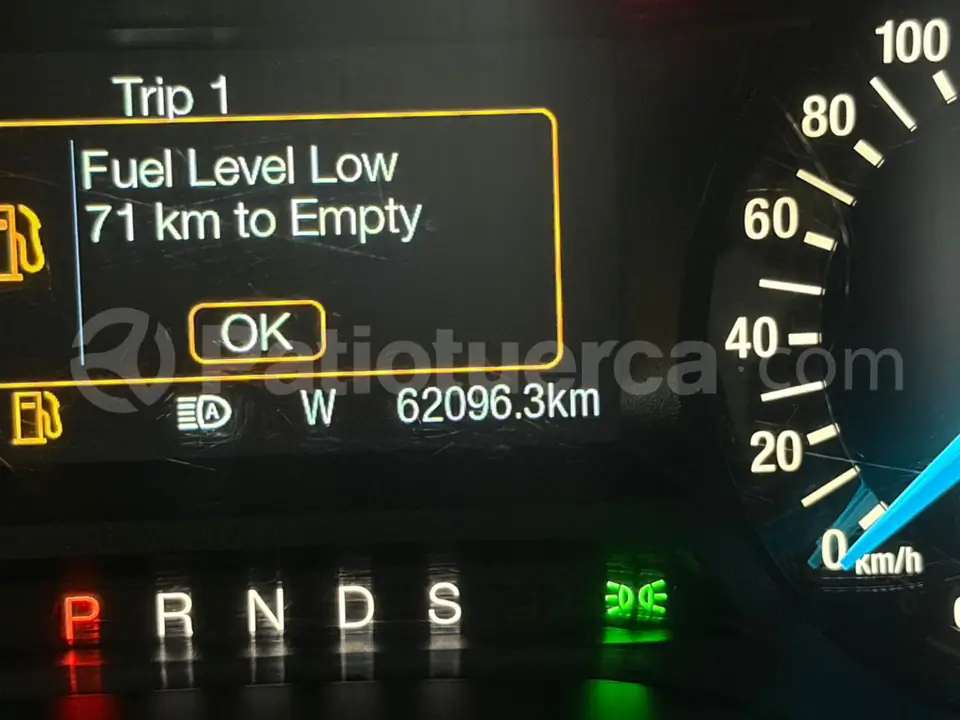 Trip 1
Fuel Level Low
71 km to Empty
OK
Patiotuerca.com
A W 62096.3km
P R N D S
100
80
60
40
20
0 km/h